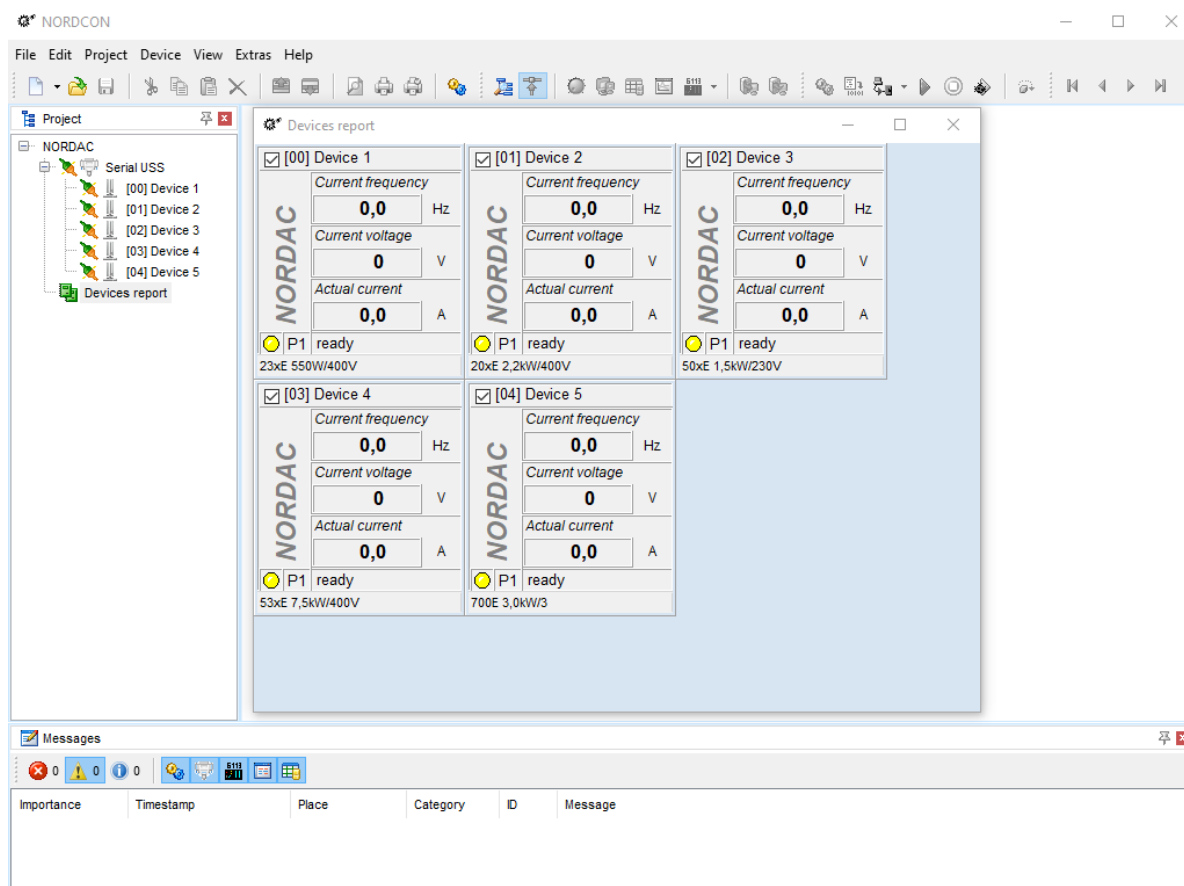 NORDCON
File Edit Project Device View Extras Help
Project
NORDAC
Serial USS
[00] Device 1
[01] Device 2
[02] Device 3
[03] Device 4
[04] Device 5
Devices report
Devices report
[00] Device 1
NORDAC
Current frequency
0,0 Hz
Current voltage
0 V
Actual current
0,0 A
P1 ready
23xE 550W/400V
[01] Device 2
NORDAC
Current frequency
0,0 Hz
Current voltage
0 V
Actual current
0,0 A
P1 ready
20xE 2,2kW/400V
[02] Device 3
NORDAC
Current frequency
0,0 Hz
Current voltage
0 V
Actual current
0,0 A
P1 ready
50xE 1,5kW/230V
[03] Device 4
NORDAC
Current frequency
0,0 Hz
Current voltage
0 V
Actual current
0,0 A
P1 ready
53xE 7,5kW/400V
[04] Device 5
NORDAC
Current frequency
0,0 Hz
Current voltage
0 V
Actual current
0,0 A
P1 ready
700E 3,0kW/3
Messages
0 0 0
Importance Timestamp Place Category ID Message